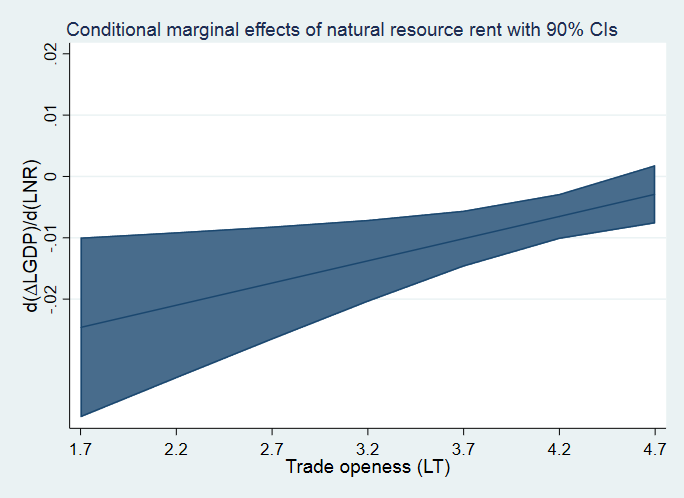 Conditional marginal effects of natural resource rent with 90% CIs
d(ΔLGDP)/d(LNR)
.02
.01
0
-.01
-.02
1.7 2.2 2.7 3.2 3.7 4.2 4.7
Trade openess (LT)